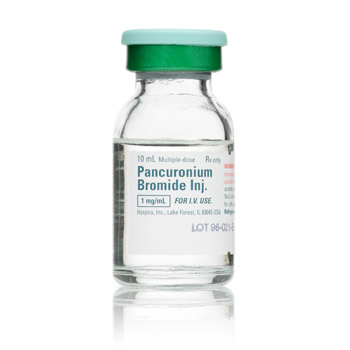 10 mL Multiple-dose Rx only
Pancuronium
Bromide Inj.
1 mg/mL FOR I.V. USE.
Hospira, Inc., Lake Forest, IL 60045 USA
LOT 96-021-E